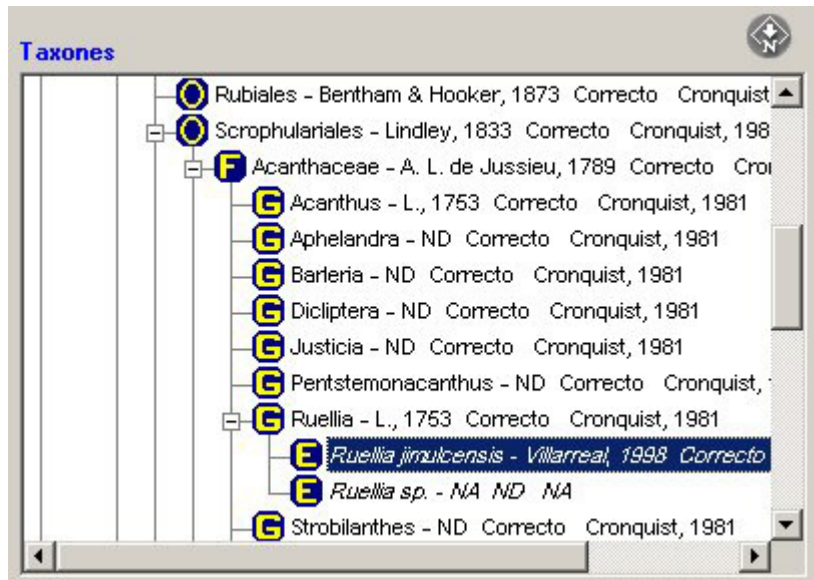 N
Taxones
O Rubiales - Bentham & Hooker, 1873 Correcto Cronquist
O Scrophulariales - Lindley, 1833 Correcto Cronquist, 198
F Acanthaceae - A. L. de Jussieu, 1789 Correcto Cro
G Acanthus - L., 1753 Correcto Cronquist, 1981
G Aphelandra - ND Correcto Cronquist, 1981
G Barleria - ND Correcto Cronquist, 1981
G Dicliptera - ND Correcto Cronquist, 1981
G Justicia - ND Correcto Cronquist, 1981
G Pentstemonacanthus - ND Correcto Cronquist,
G Ruellia - L., 1753 Correcto Cronquist, 1981
E Ruellia jimulcensis - Villarreal, 1998 Correcto
E Ruellia sp. - NA ND NA
G Strobilanthes - ND Correcto Cronquist, 1981